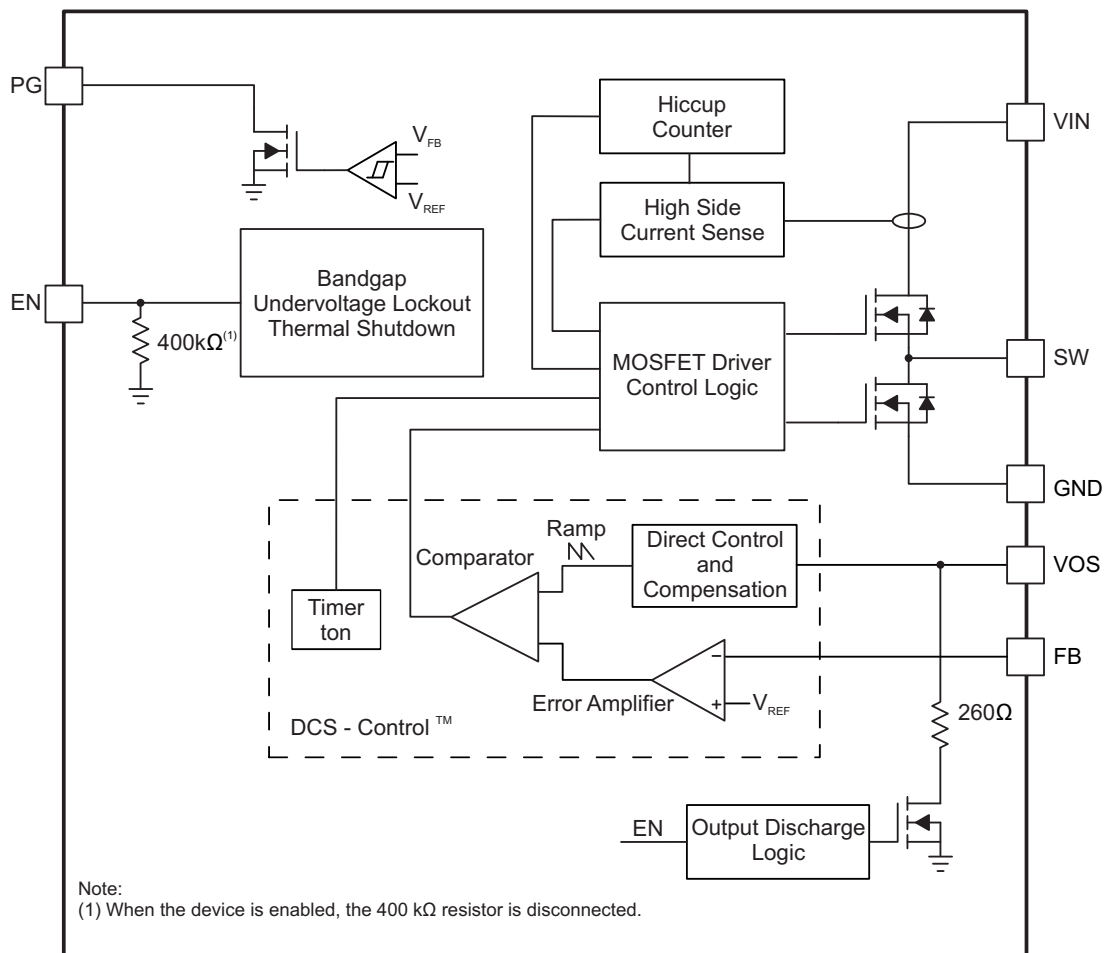 PG
Hiccup
Counter
VIN
V_FB
V_REF
High Side
Current Sense
Bandgap
Undervoltage Lockout
Thermal Shutdown
EN
400kΩ(1)
MOSFET Driver
Control Logic
SW
GND
Ramp
Direct Control
and
Compensation
Comparator
VOS
Timer
ton
−
FB
+
V_REF
Error Amplifier
DCS - Control ™
260Ω
EN
Output Discharge
Logic
Note:
(1) When the device is enabled, the 400 kΩ resistor is disconnected.